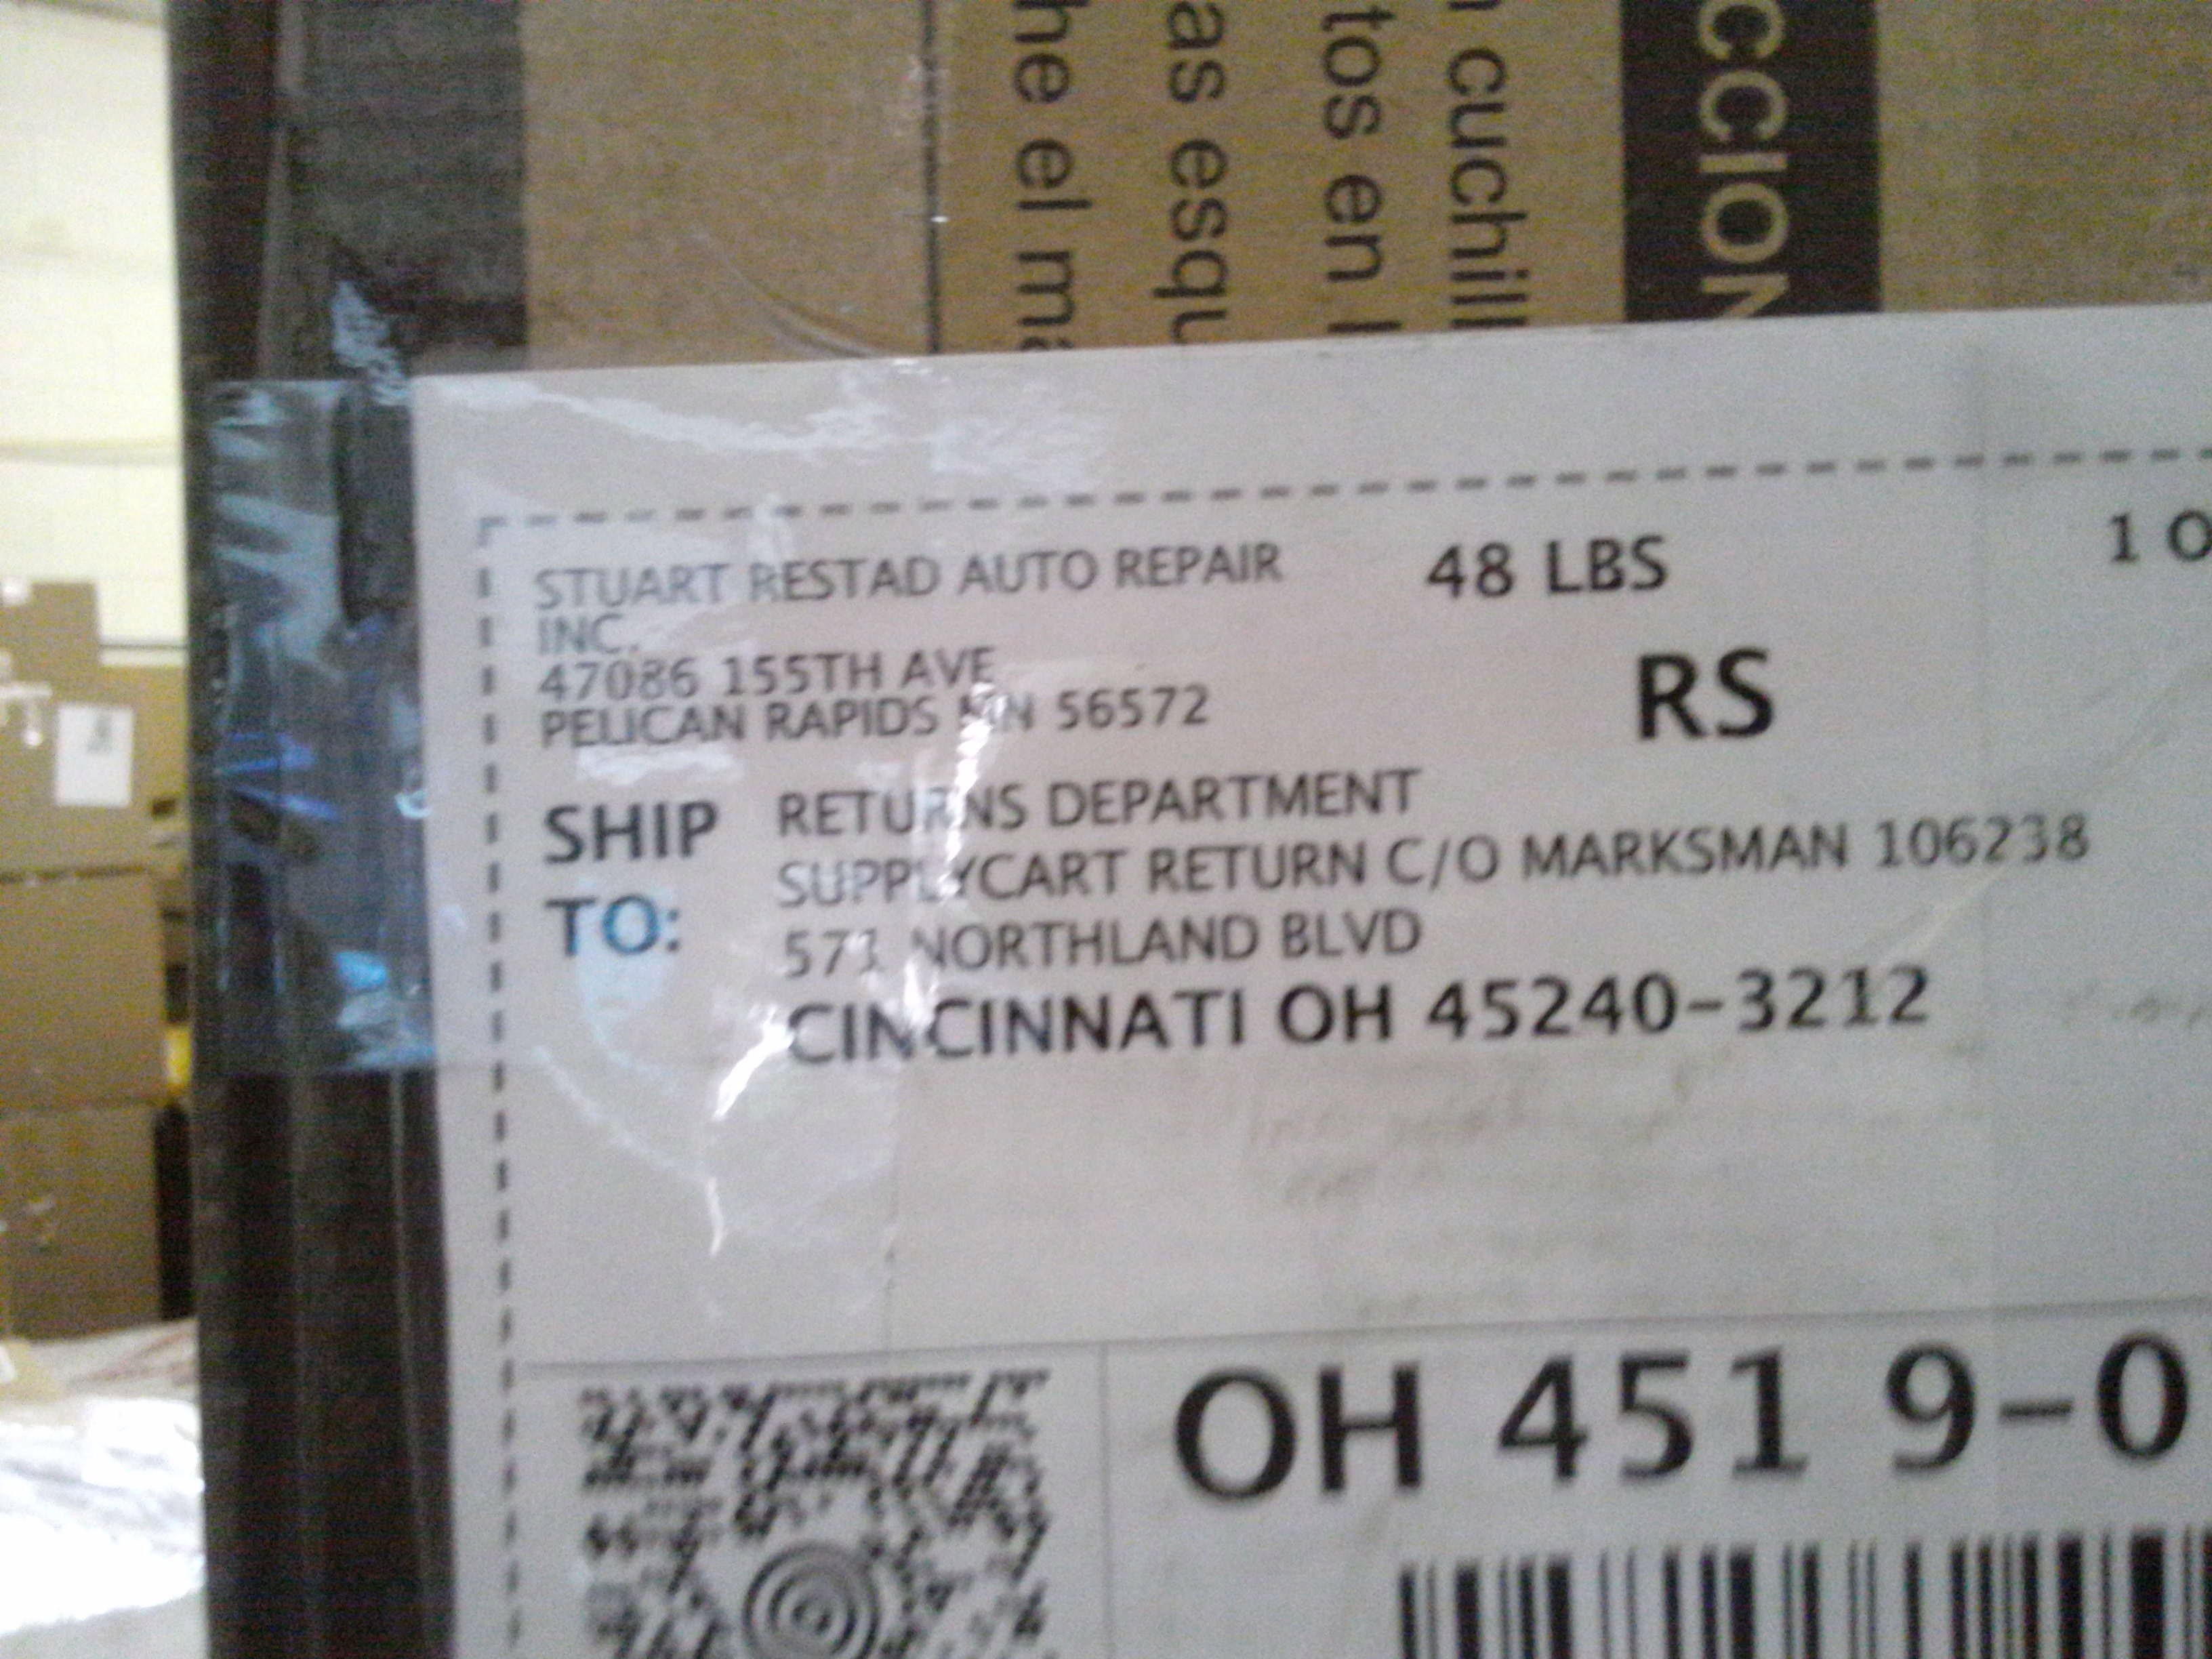 he el má
as esqu
tos en l
n cuchill
CCION
STUART RESTAD AUTO REPAIR
INC.
47086 155TH AVE
PELICAN RAPIDS MN 56572
48 LBS
1 O
RS
SHIP
TO:
RETURNS DEPARTMENT
SUPPLYCART RETURN C/O MARKSMAN 106238
571 NORTHLAND BLVD
CINCINNATI OH 45240-3212
OH 451 9-0